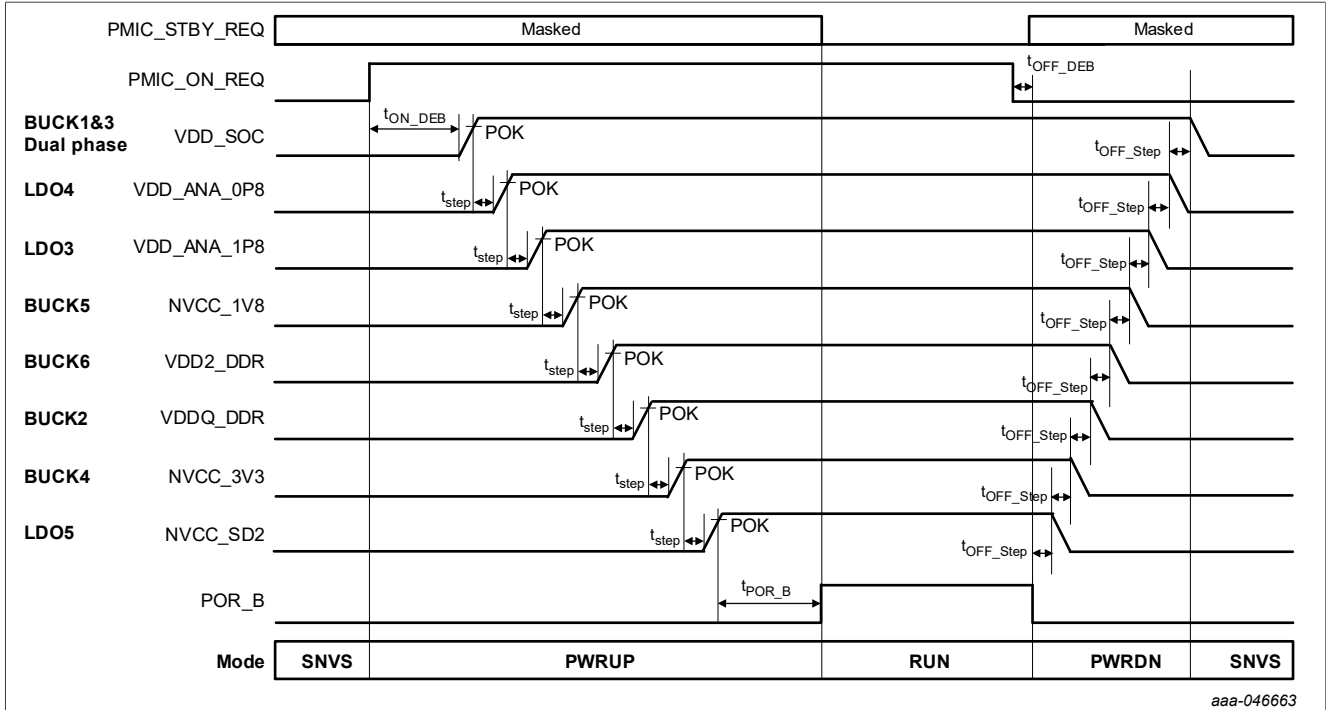 PMIC_STBY_REQ Masked Masked
PMIC_ON_REQ tOFF_DEB
BUCK1&3
Dual phase VDD_SOC tON_DEB POK tOFF_Step
LDO4 VDD_ANA_0P8 tstep POK tOFF_Step
LDO3 VDD_ANA_1P8 tstep POK tOFF_Step
BUCK5 NVCC_1V8 tstep POK tOFF_Step
BUCK6 VDD2_DDR tstep POK tOFF_Step
BUCK2 VDDQ_DDR tstep POK tOFF_Step
BUCK4 NVCC_3V3 tstep POK tOFF_Step
LDO5 NVCC_SD2 tstep POK tOFF_Step
POR_B tPOR_B
Mode SNVS PWRUP RUN PWRDN SNVS
aaa-046663